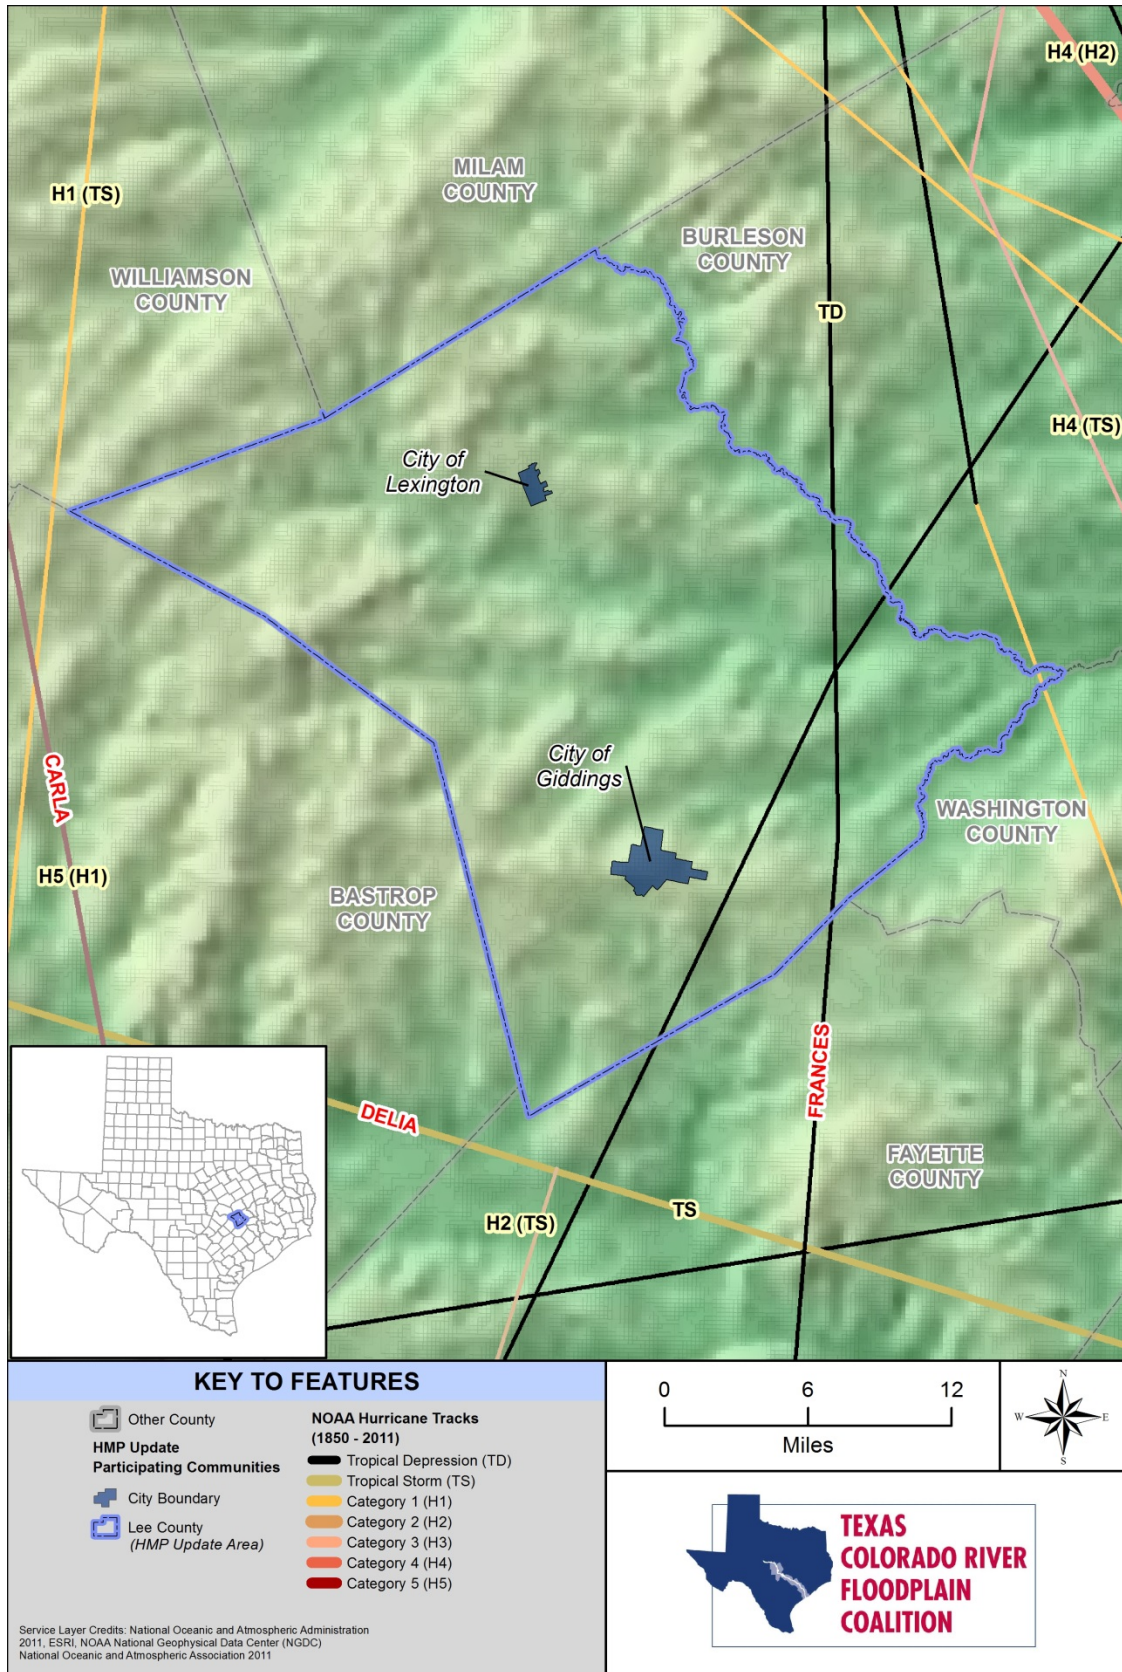 H4 (H2)
MILAM
COUNTY
H1 (TS)
BURLESON
COUNTY
WILLIAMSON
COUNTY
TD
H4 (TS)
City of
Lexington
City of
Giddings
CARLA
WASHINGTON
COUNTY
H5 (H1)
BASTROP
COUNTY
FRANCES
DELIA
FAYETTE
COUNTY
TS
H2 (TS)
KEY TO FEATURES
Other County
HMP Update
Participating Communities
City Boundary
Lee County
(HMP Update Area)
NOAA Hurricane Tracks
(1850 - 2011)
Tropical Depression (TD)
Tropical Storm (TS)
Category 1 (H1)
Category 2 (H2)
Category 3 (H3)
Category 4 (H4)
Category 5 (H5)
Service Layer Credits: National Oceanic and Atmospheric Administration
2011, ESRI, NOAA National Geophysical Data Center (NGDC)
National Oceanic and Atmospheric Association 2011
0 6 12
Miles
N
W E
S
TEXAS
COLORADO RIVER
FLOODPLAIN
COALITION